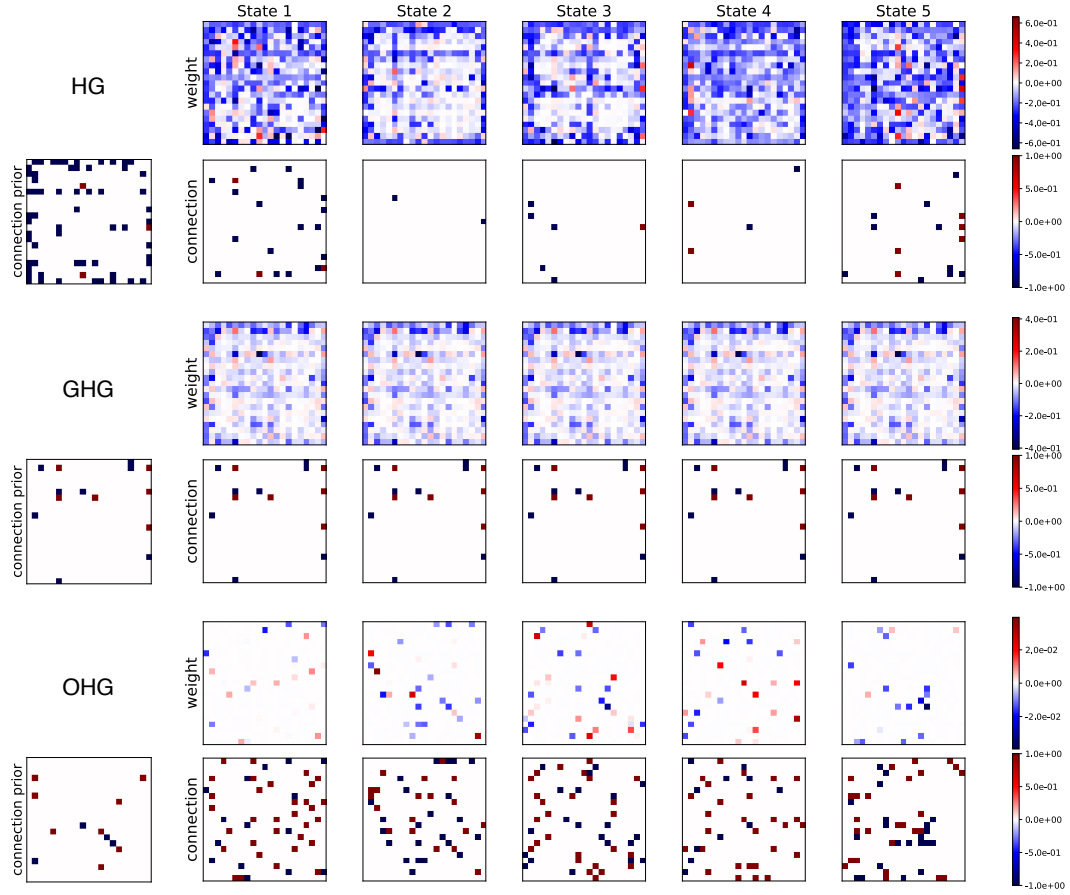 State 1 State 2 State 3 State 4 State 5
HG
weight
6,0e-01
4,0e-01
2,0e-01
0,0e+00
-2,0e-01
-4,0e-01
-6,0e-01
connection prior
connection
1.0e+00
5.0e-01
0.0e+00
-5.0e-01
-1.0e+00
GHG
weight
4.0e-01
2.0e-01
0.0e+00
-2.0e-01
-4.0e-01
connection prior
connection
1.0e+00
5.0e-01
0.0e+00
-5.0e-01
-1.0e+00
OHG
weight
2.0e-02
0.0e+00
-2.0e-02
connection prior
connection
1.0e+00
5.0e-01
0.0e+00
-5.0e-01
-1.0e+00